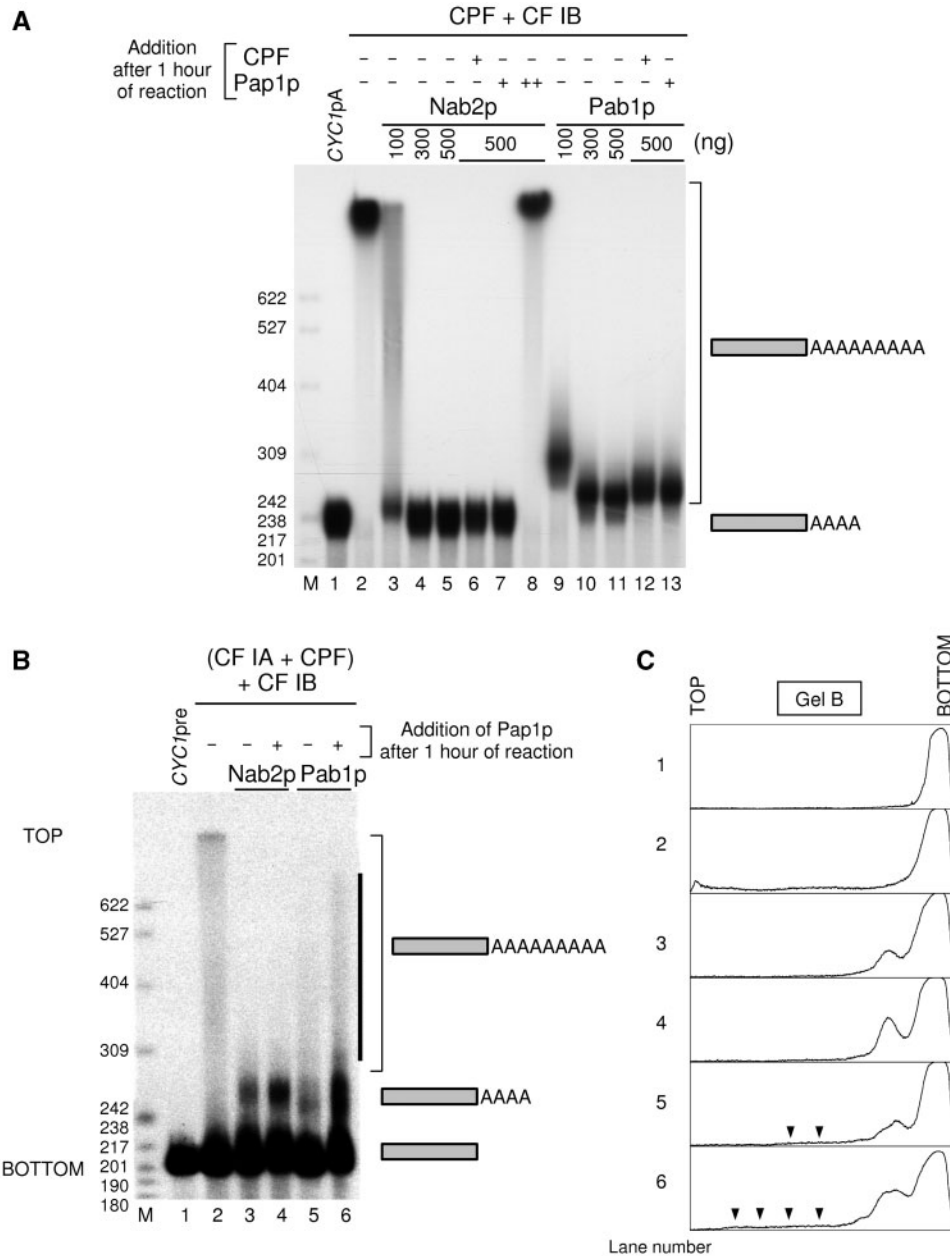 A
CPF + CF IB
Addition after 1 hour of reaction
CPF – – – – – + – – – – – + –
Pap1p – – – – – – + ++ – – – – +
CYC1pA
Nab2p
Pab1p
100 300 500 500 100 300 500 500 (ng)
622
527
404
309
242
238
217
201
AAAAAAAAA
AAAA
M 1 2 3 4 5 6 7 8 9 10 11 12 13
B
(CF IA + CPF)
+ CF IB
CYC1pre
– – + – +
Addition of Pap1p
after 1 hour of reaction
Nab2p Pab1p
TOP
622
527
404
309
242
238
217
201
180
BOTTOM
AAAAAAAAA
AAAA
M 1 2 3 4 5 6
C
TOP
Gel B
BOTTOM
1
2
3
4
5
6
Lane number